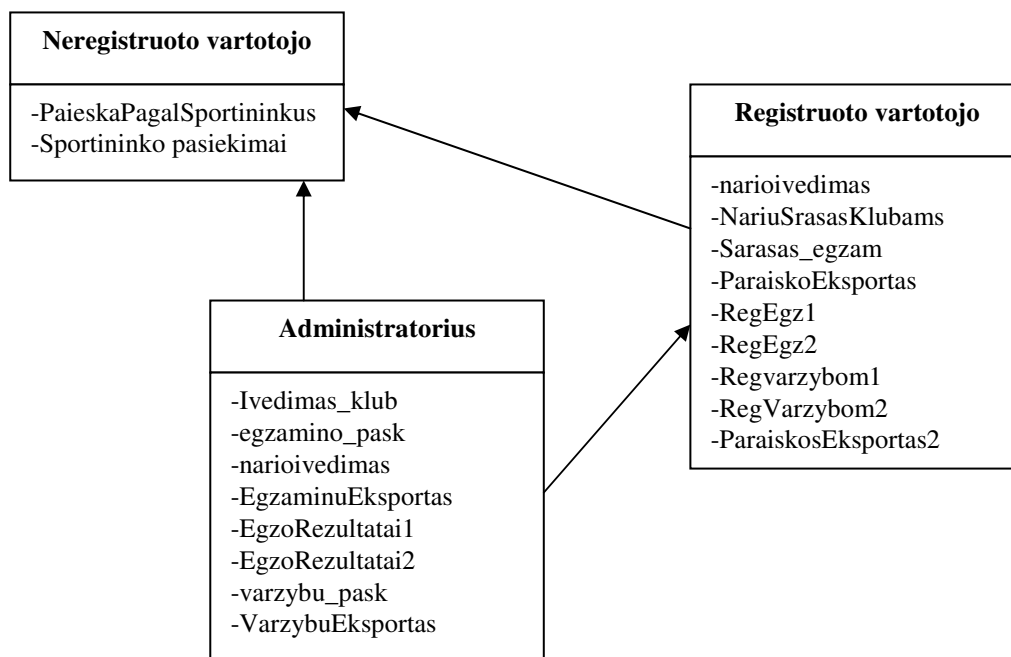 Neregistruoto vartotojo
-PaieskaPagalSportininkus
-Sportininko pasiekimai
Registruoto vartotojo
-narioivedimas
-NariuSrasasKlubams
-Sarasas_egzam
-ParaiskoEksportas
-RegEgz1
-RegEgz2
-Regvarzybom1
-RegVarzybom2
-ParaiskosEksportas2
Administratorius
-Ivedimas_klub
-egzamino_pask
-narioivedimas
-EgzaminuEksportas
-EgzoRezultatai1
-EgzoRezultatai2
-varzybu_pask
-VarzybuEksportas